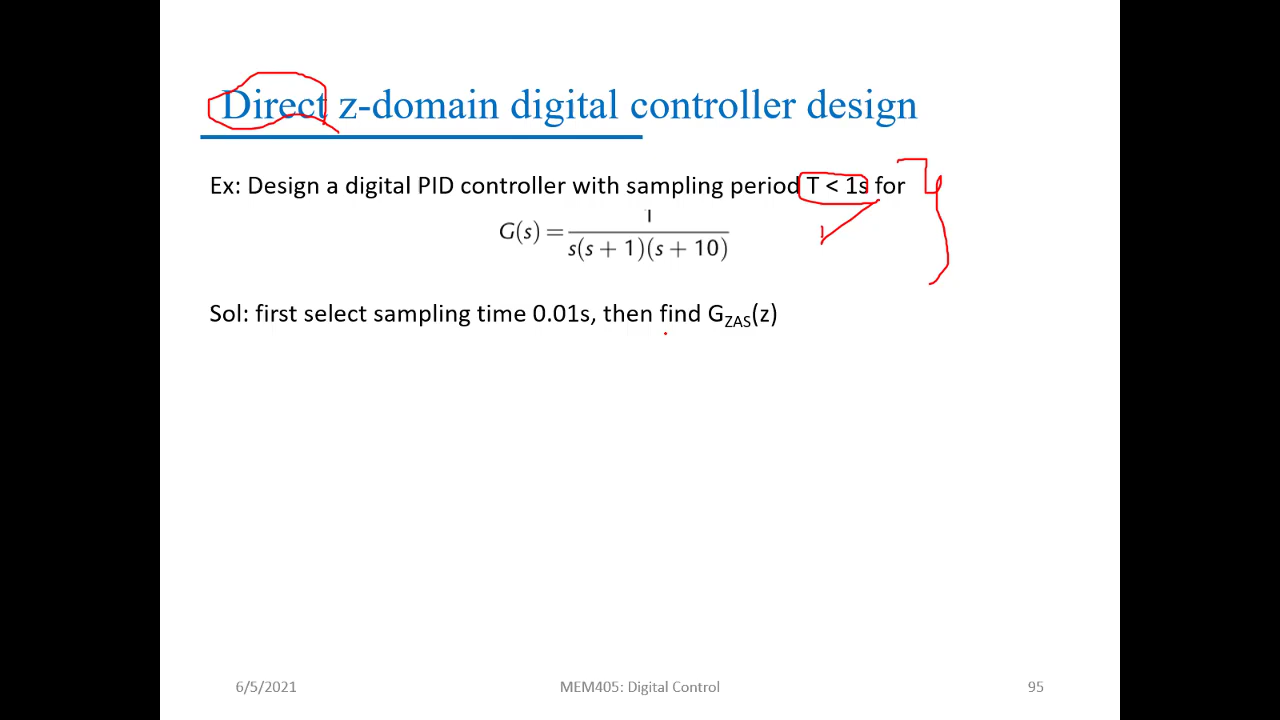 Direct z-domain digital controller design
Ex: Design a digital PID controller with sampling period T < 1s for
G(s) = 1 / s(s + 1)(s + 10)
Sol: first select sampling time 0.01s, then find G_ZAS(z)
6/5/2021 MEM405: Digital Control 95